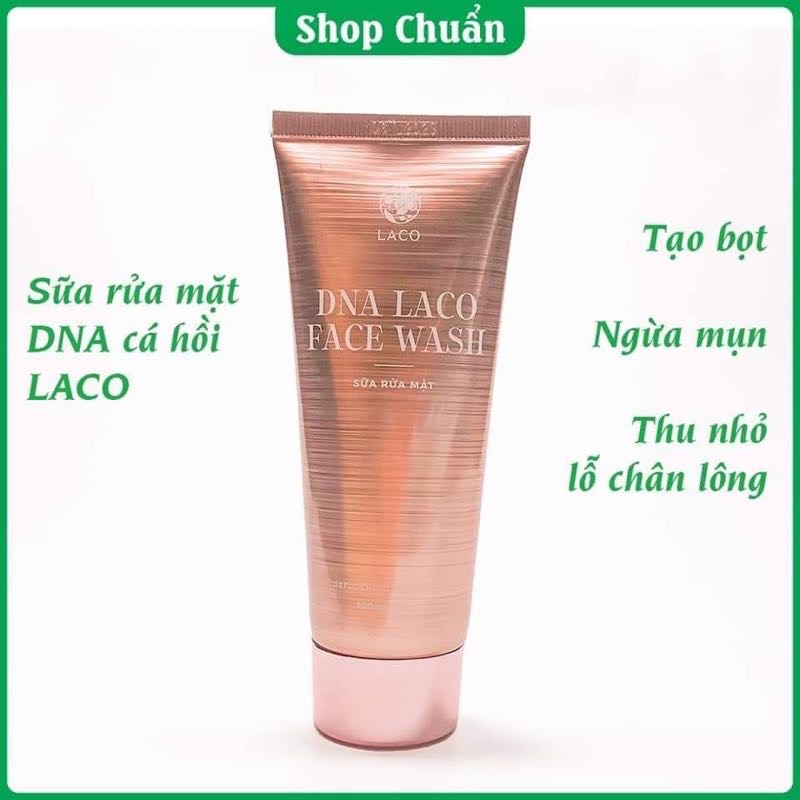 Shop Chuẩn
Sữa rửa mặt
DNA cá hồi
LACO
LACO
DNA LACO
FACE WASH
SỮA RỬA MẶT
100ml
Tạo bọt
Ngừa mụn
Thu nhỏ
lỗ chân lông